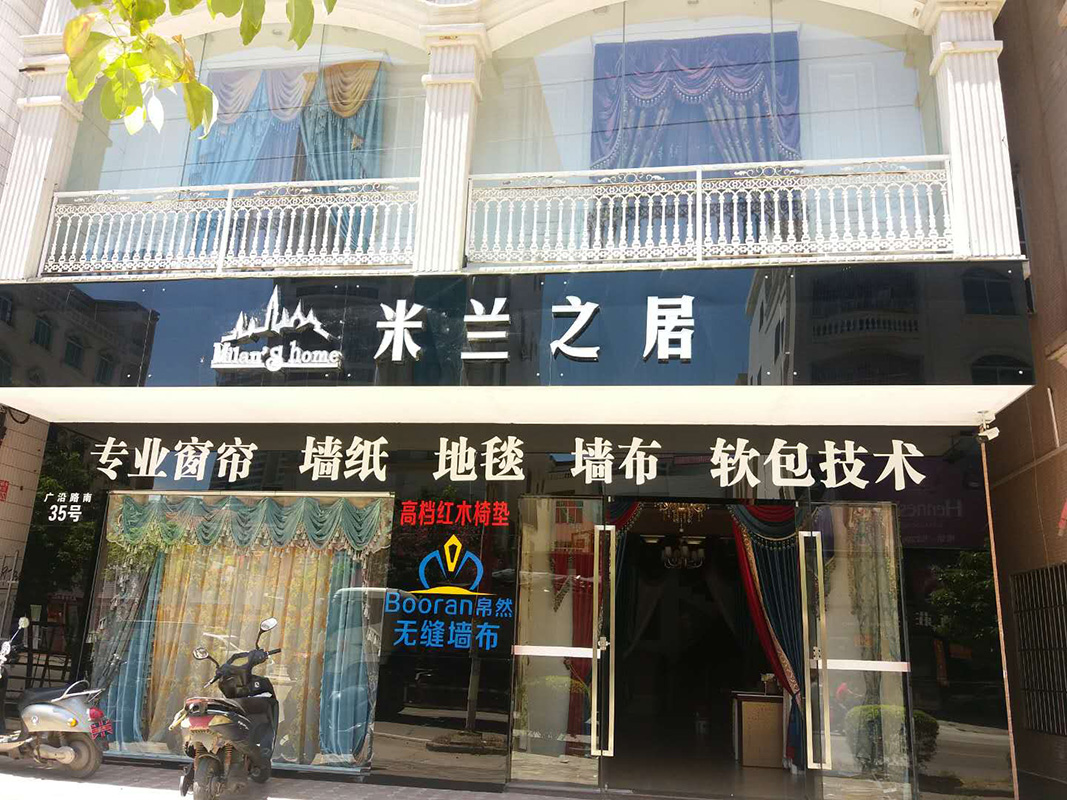 Milan's home
米兰之居
专业窗帘 墙纸 地毯 墙布 软包技术
广沿路南
35号
高档红木椅垫
Booran帛然
无缝墙布